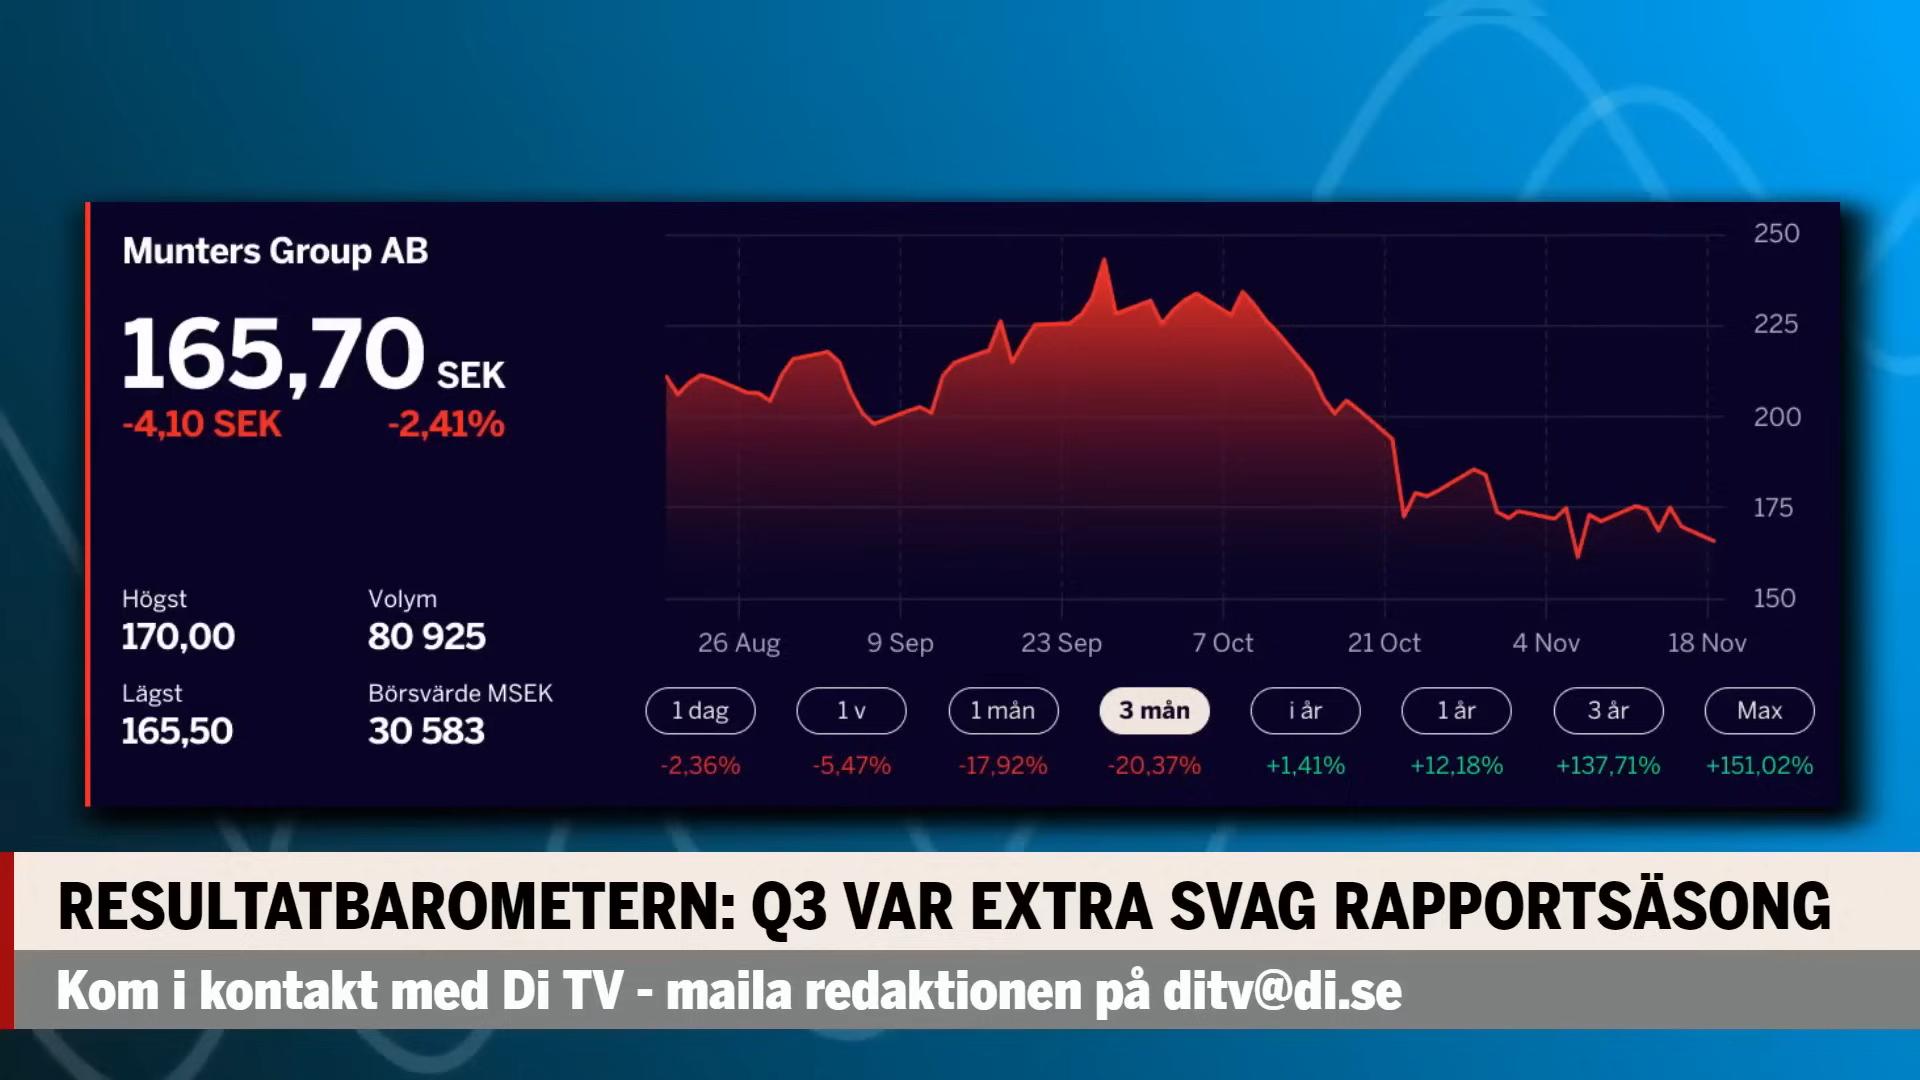 Munters Group AB
165,70 SEK
-4,10 SEK -2,41%
Högst Volym
170,00 80 925
Lägst Börsvärde MSEK
165,50 30 583
250
225
200
175
150
26 Aug 9 Sep 23 Sep 7 Oct 21 Oct 4 Nov 18 Nov
1 dag 1 v 1 mån 3 mån i år 1 år 3 år Max
-2,36% -5,47% -17,92% -20,37% +1,41% +12,18% +137,71% +151,02%
RESULTATBAROMETERN: Q3 VAR EXTRA SVAG RAPPORTSÄSONG
Kom i kontakt med Di TV - maila redaktionen på ditv@di.se